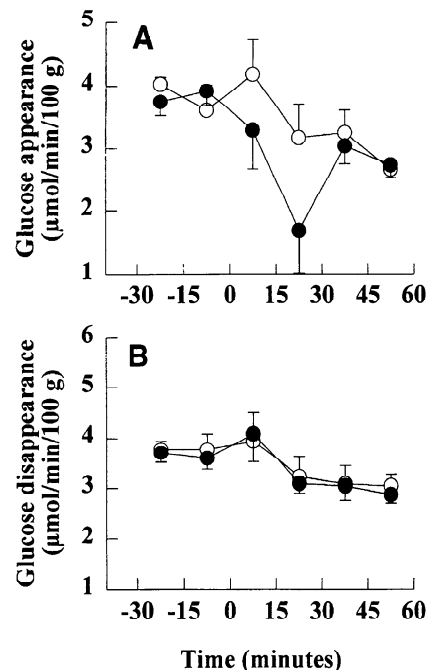 A
Glucose appearance
(μmol/min/100 g)
5
4
3
2
1
-30 -15 0 15 30 45 60
B
Glucose disappearance
(μmol/min/100 g)
6
5
4
3
2
1
-30 -15 0 15 30 45 60
Time (minutes)